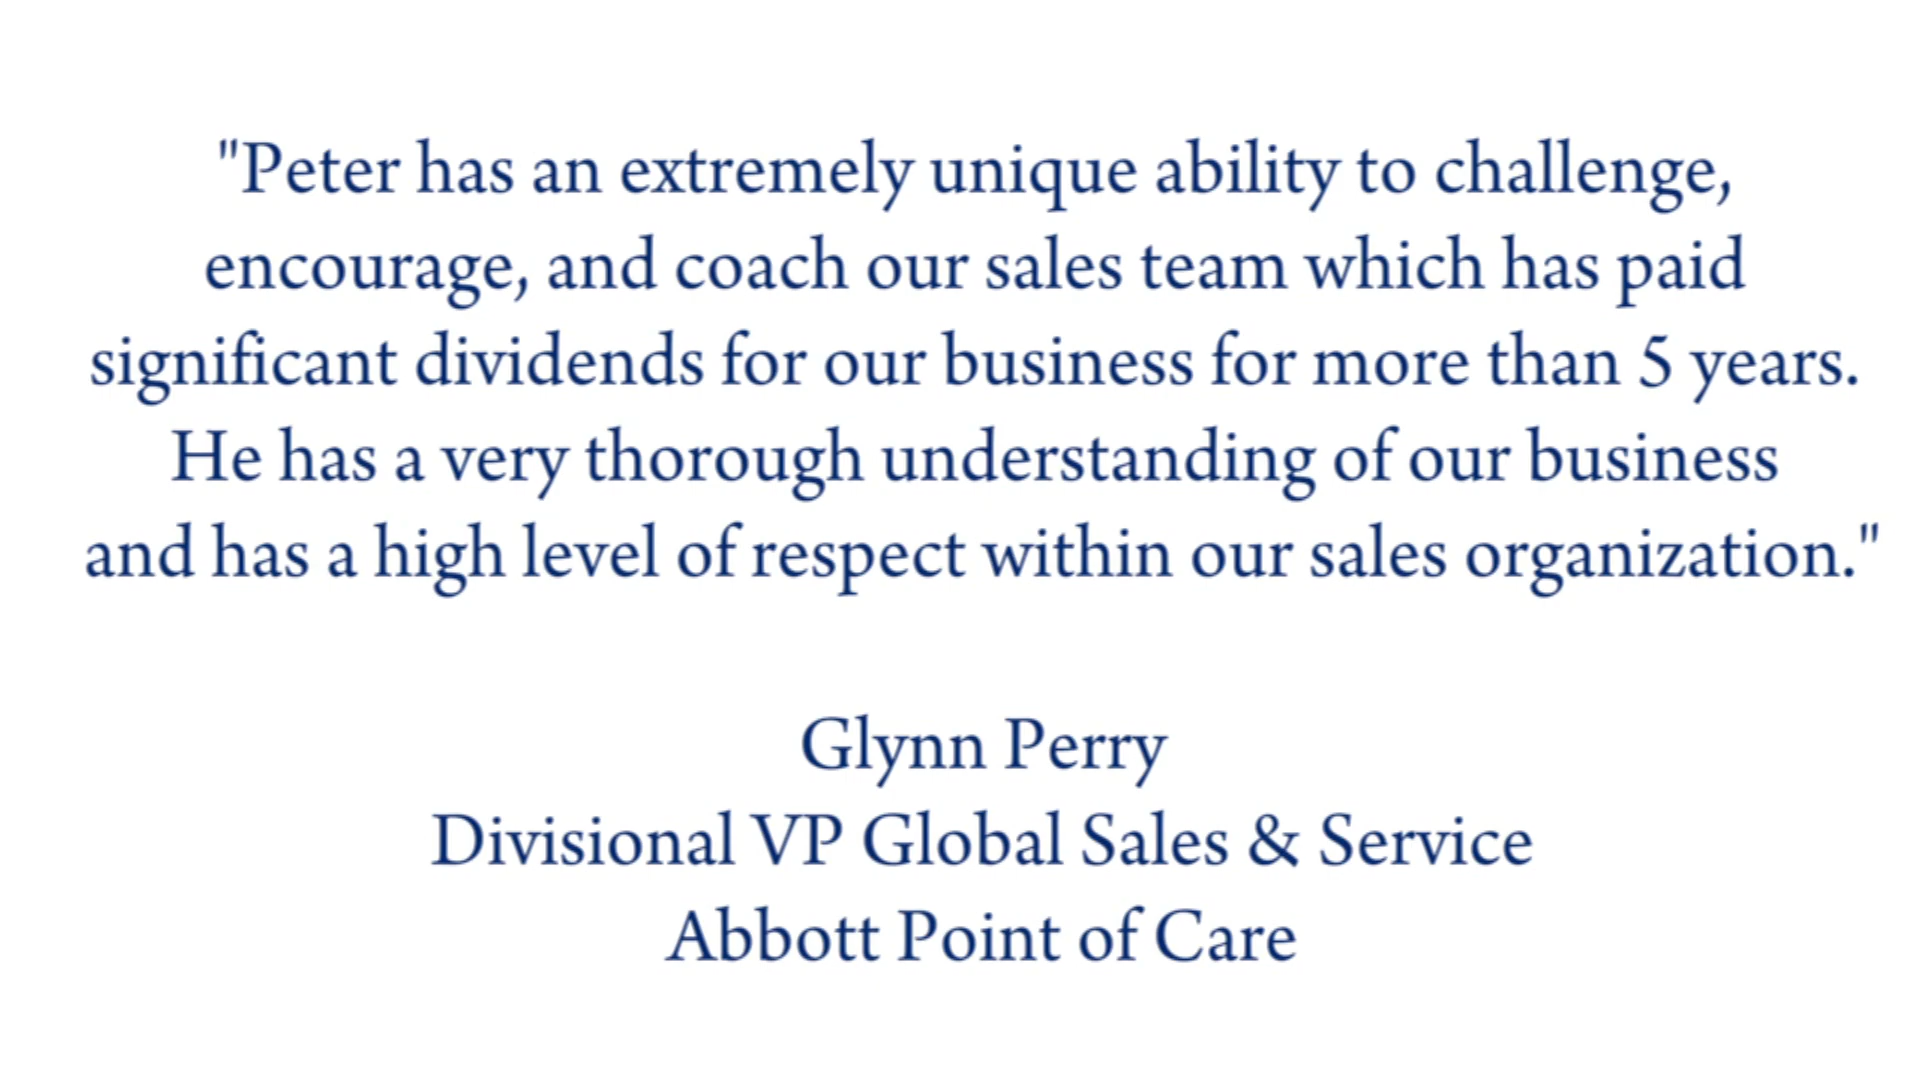 "Peter has an extremely unique ability to challenge,
encourage, and coach our sales team which has paid
significant dividends for our business for more than 5 years.
He has a very thorough understanding of our business
and has a high level of respect within our sales organization."
Glynn Perry
Divisional VP Global Sales & Service
Abbott Point of Care